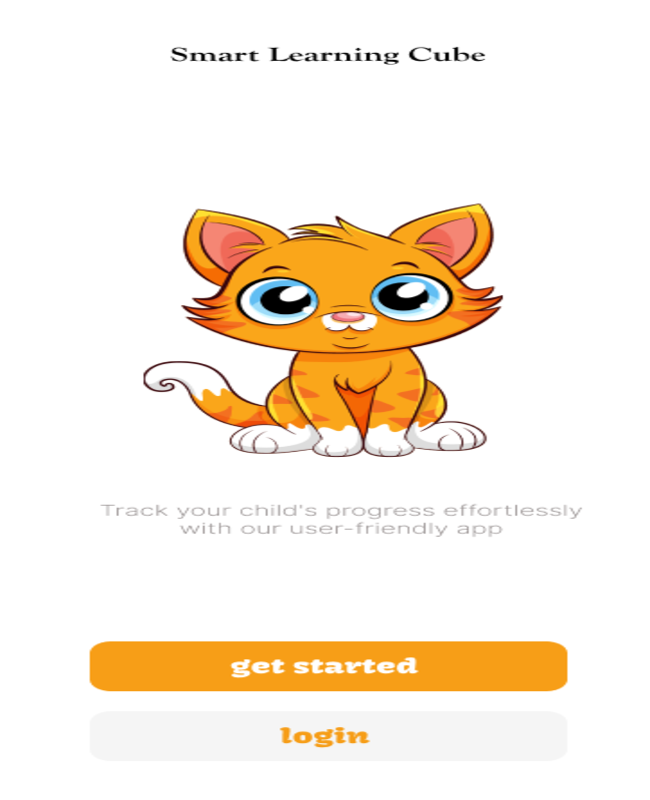 Smart Learning Cube
Track your child's progress effortlessly
with our user-friendly app
get started
login